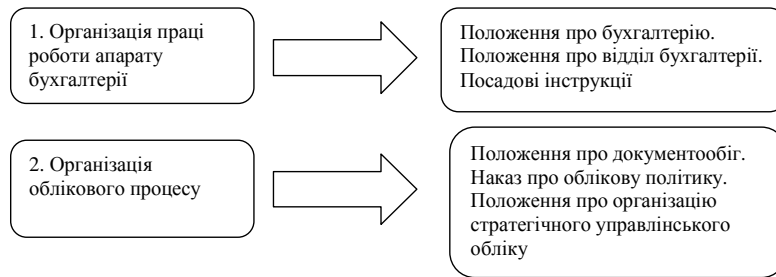 1. Організація праці
роботи апарату
бухгалтерії
Положення про бухгалтерію.
Положення про відділ бухгалтерії.
Посадові інструкції
2. Організація
облікового процесу
Положення про документообіг.
Наказ про облікову політику.
Положення про організацію
стратегічного управлінського
обліку